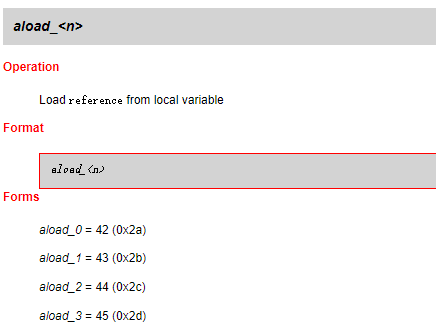 aload_<n>
Operation
Load reference from local variable
Format
aload_<n>
Forms
aload_0 = 42 (0x2a)
aload_1 = 43 (0x2b)
aload_2 = 44 (0x2c)
aload_3 = 45 (0x2d)